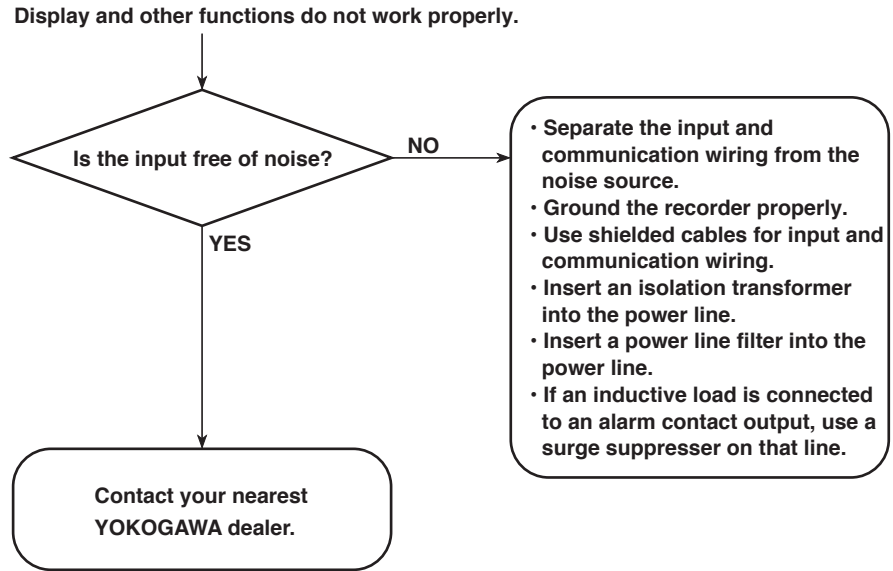 Display and other functions do not work properly.
Is the input free of noise?
NO
YES
• Separate the input and
communication wiring from the
noise source.
• Ground the recorder properly.
• Use shielded cables for input and
communication wiring.
• Insert an isolation transformer
into the power line.
• Insert a power line filter into the
power line.
• If an inductive load is connected
to an alarm contact output, use a
surge suppresser on that line.
Contact your nearest
YOKOGAWA dealer.